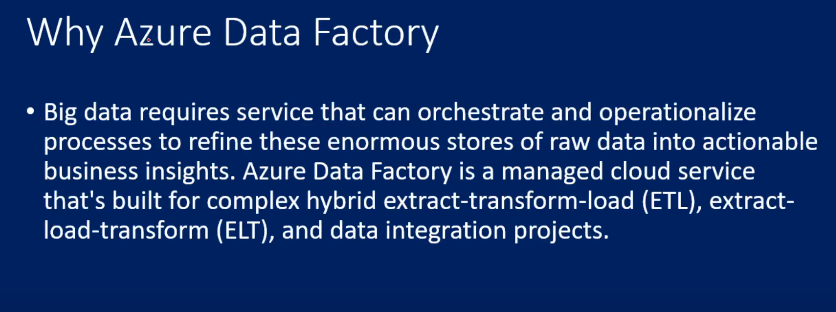 Why Azure Data Factory
• Big data requires service that can orchestrate and operationalize
processes to refine these enormous stores of raw data into actionable
business insights. Azure Data Factory is a managed cloud service
that's built for complex hybrid extract-transform-load (ETL), extract-
load-transform (ELT), and data integration projects.